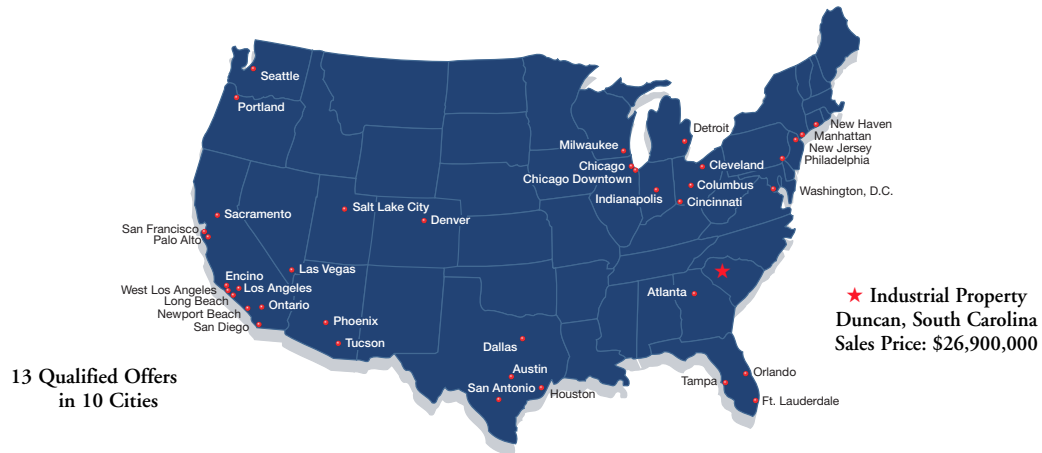 Seattle
Portland
Detroit
New Haven
Manhattan
New Jersey
Philadelphia
Milwaukee
Chicago
Chicago Downtown
Cleveland
Columbus
Indianapolis
Cincinnati
Washington, D.C.
Sacramento
Salt Lake City
Denver
San Francisco
Palo Alto
Las Vegas
Encino
West Los Angeles
Los Angeles
Long Beach
Ontario
Newport Beach
San Diego
Phoenix
Tucson
Atlanta
★ Industrial Property
Duncan, South Carolina
Sales Price: $26,900,000
Dallas
Austin
San Antonio
Houston
Tampa
Orlando
Ft. Lauderdale
13 Qualified Offers
in 10 Cities